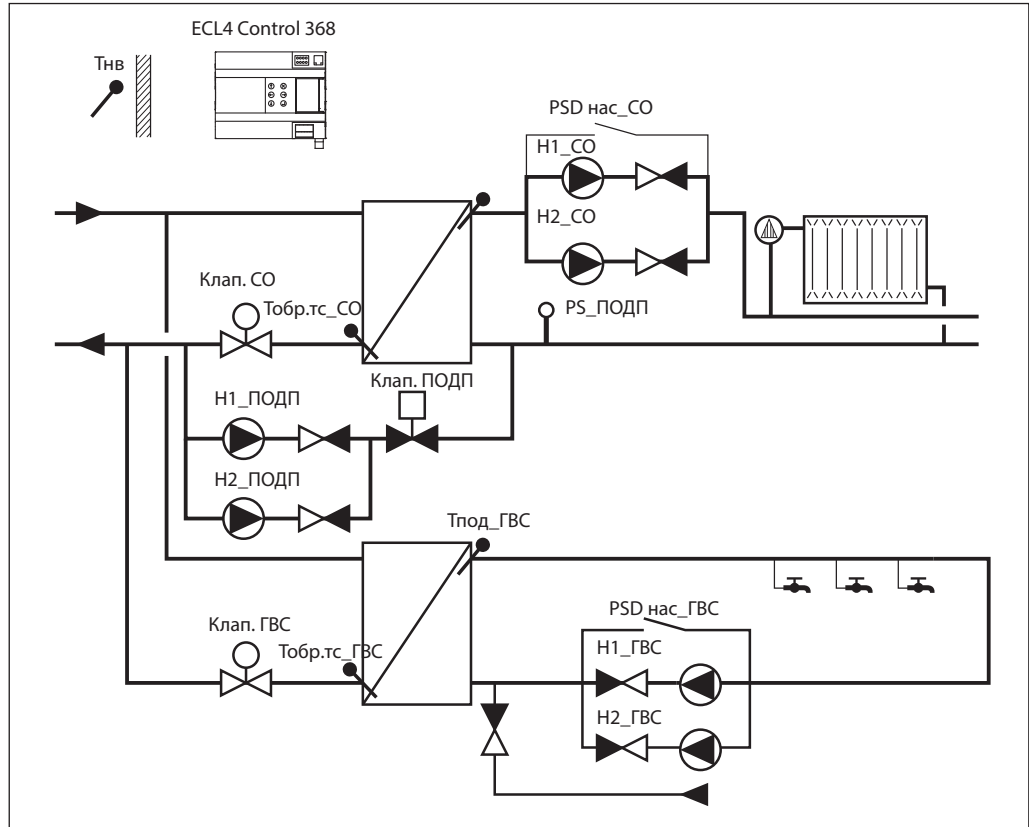 ECL4 Control 368
Тнв
PSD нас_СО
Н1_СО
Н2_СО
Клап. СО
Тобр.тс_СО
PS_ПОДП
Клап. ПОДП
Н1_ПОДП
Н2_ПОДП
Тпод_ГВС
Клап. ГВС
Тобр.тс_ГВС
PSD нас_ГВС
Н1_ГВС
Н2_ГВС